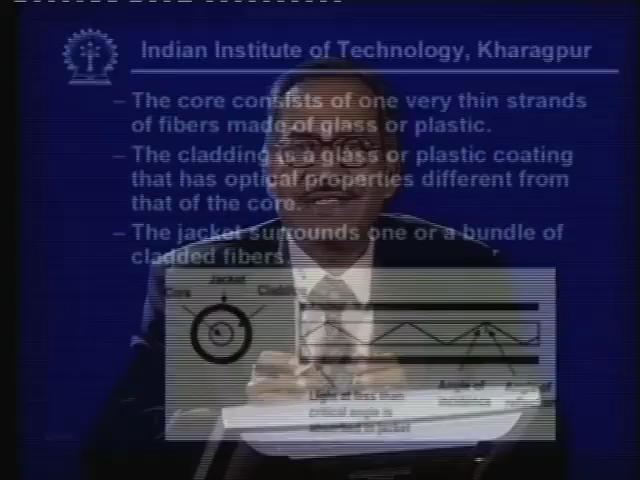 Indian Institute of Technology, Kharagpur
– The core consists of one very thin strands
of fibers made of glass or plastic.
– The cladding is a glass or plastic coating
that has optical properties different from
that of the core.
– The jacket surrounds one or a bundle of
cladded fibers.
Jacket
Core
Cladding
Light at less than
critical angle is
absorbed in jacket
Angle of
incidence
Angle of